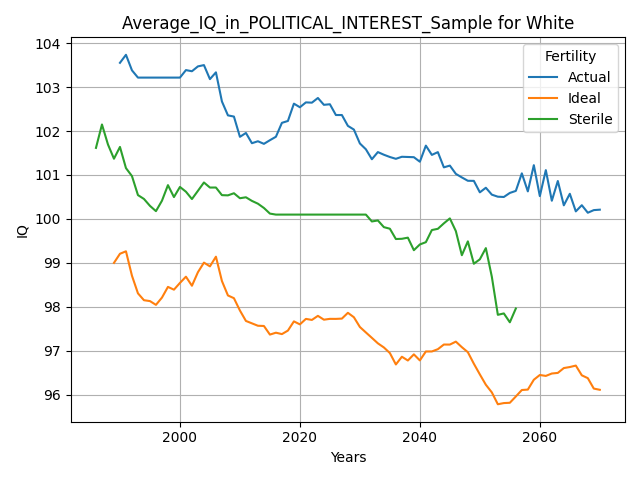 Average_IQ_in_POLITICAL_INTEREST_Sample for White
Fertility
Actual
Ideal
Sterile
IQ
104
103
102
101
100
99
98
97
96
2000 2020 2040 2060
Years